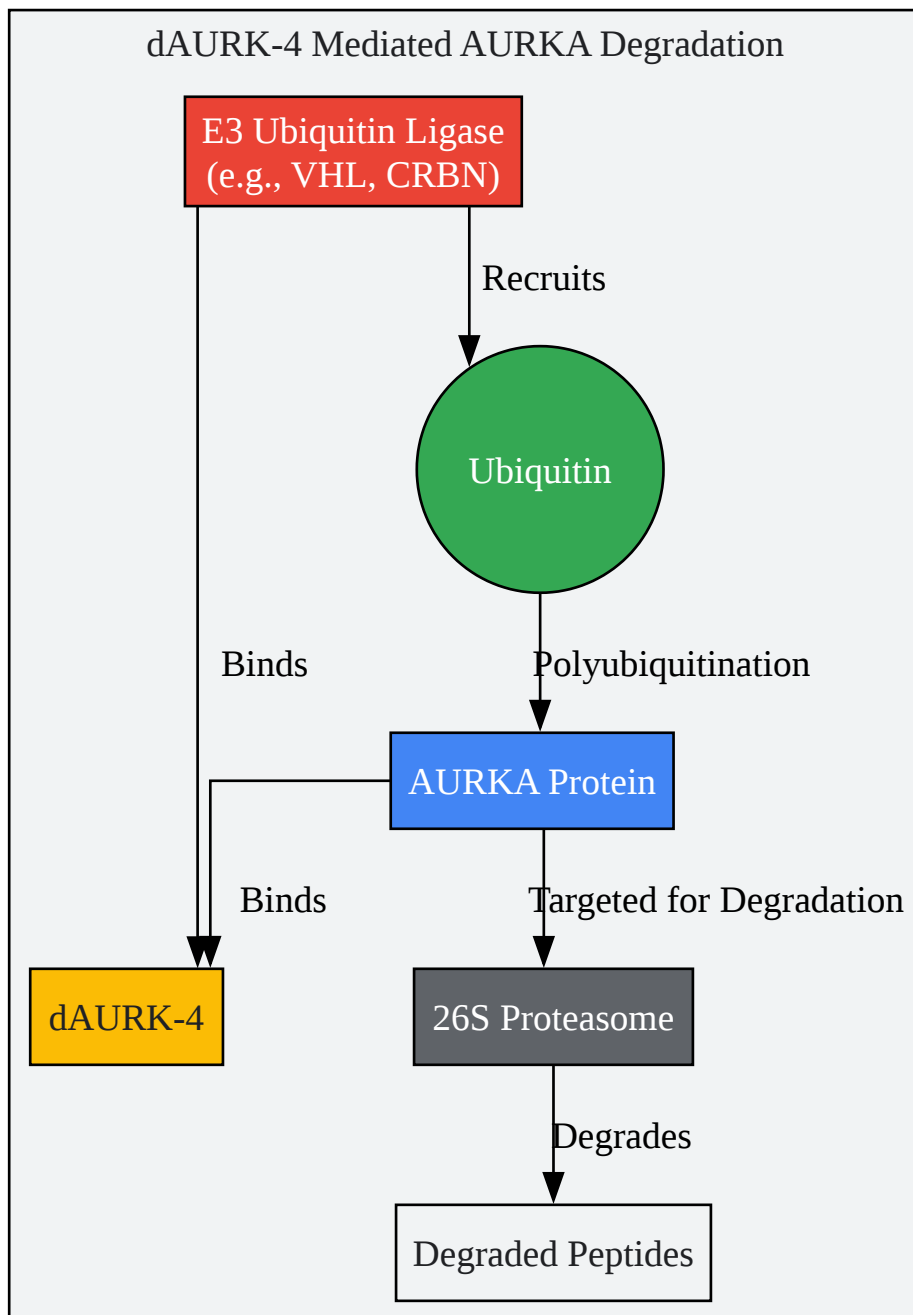 dAURK-4 Mediated AURKA Degradation
E3 Ubiquitin Ligase
(e.g., VHL, CRBN)
Recruits
Ubiquitin
Binds
Polyubiquitination
AURKA Protein
Binds
Targeted for Degradation
dAURK-4
26S Proteasome
Degrades
Degraded Peptides